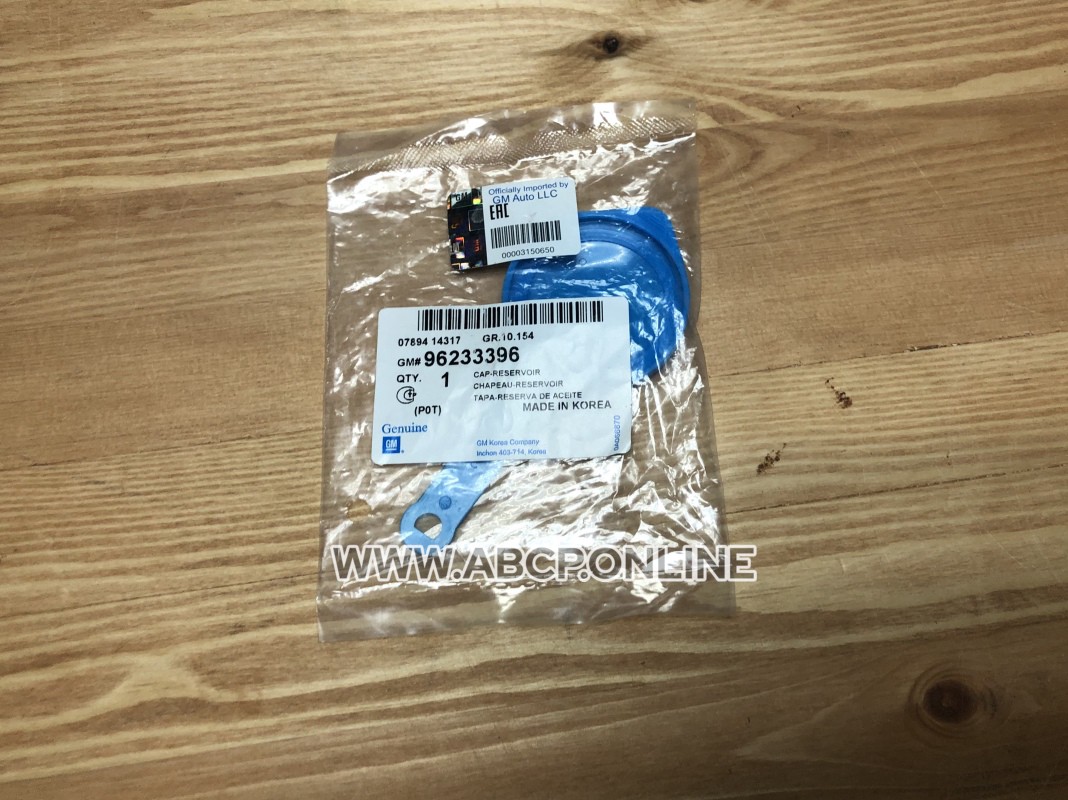 Officially Imported by
GM Auto LLC
EAC
00003150650
07894 14317 GR.10.154
GM# 96233396
QTY. 1
CAP-RESERVOIR
CHAPEAU-RESERVOIR
TAPA-RESERVA DE ACEITE
(P0T) MADE IN KOREA
Genuine
GM
GM Korea Company
Inchon 403-714, Korea
WWW.ABCP.ONLINE